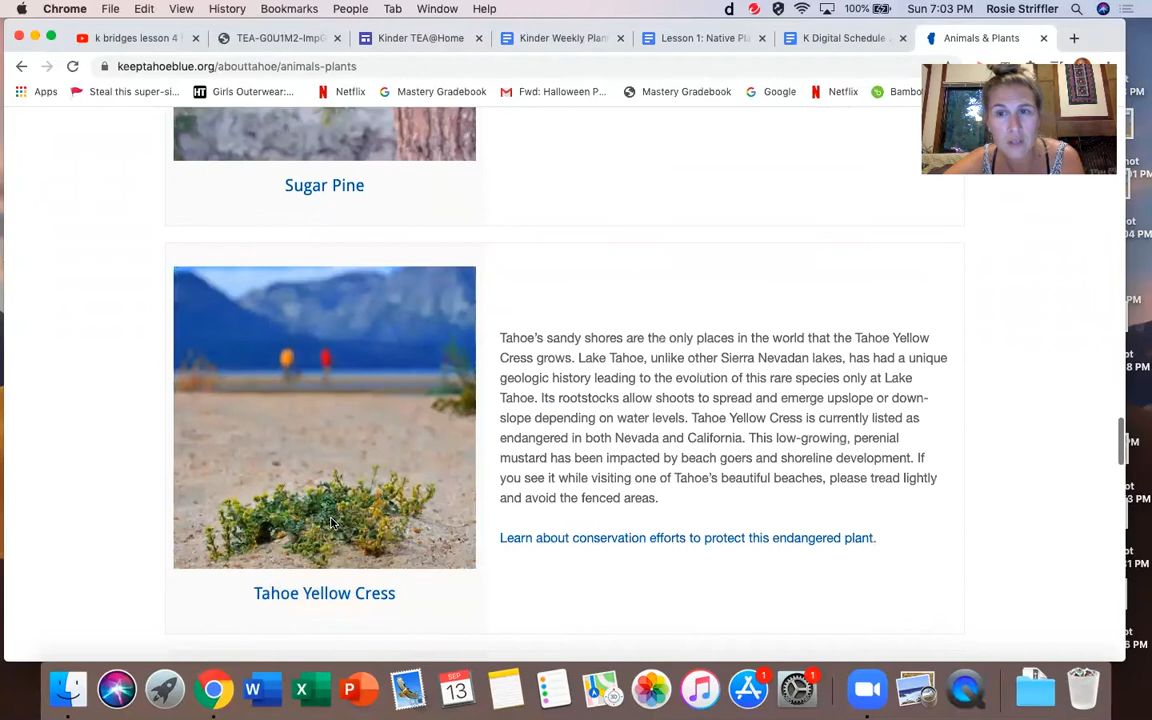 Chrome File Edit View History Bookmarks People Tab Window Help 100% Sun 7:03 PM Rosie Striffler
k bridges lesson 4 TEA-G0U1M2-Imp Kinder TEA@Home Kinder Weekly Plan Lesson 1: Native Pl K Digital Schedule Animals & Plants
keeptahoeblue.org/abouttahoe/animals-plants
Apps Steal this super-si... Girls Outerwear:... Netflix Mastery Gradebook Fwd: Halloween P... Mastery Gradebook Google Netflix Bambo
Sugar Pine
Tahoe's sandy shores are the only places in the world that the Tahoe Yellow
Cress grows. Lake Tahoe, unlike other Sierra Nevadan lakes, has had a unique
geologic history leading to the evolution of this rare species only at Lake
Tahoe. Its rootstocks allow shoots to spread and emerge upslope or down-
slope depending on water levels. Tahoe Yellow Cress is currently listed as
endangered in both Nevada and California. This low-growing, perenial
mustard has been impacted by beach goers and shoreline development. If
you see it while visiting one of Tahoe's beautiful beaches, please tread lightly
and avoid the fenced areas.
Learn about conservation efforts to protect this endangered plant.
Tahoe Yellow Cress
SEP
13